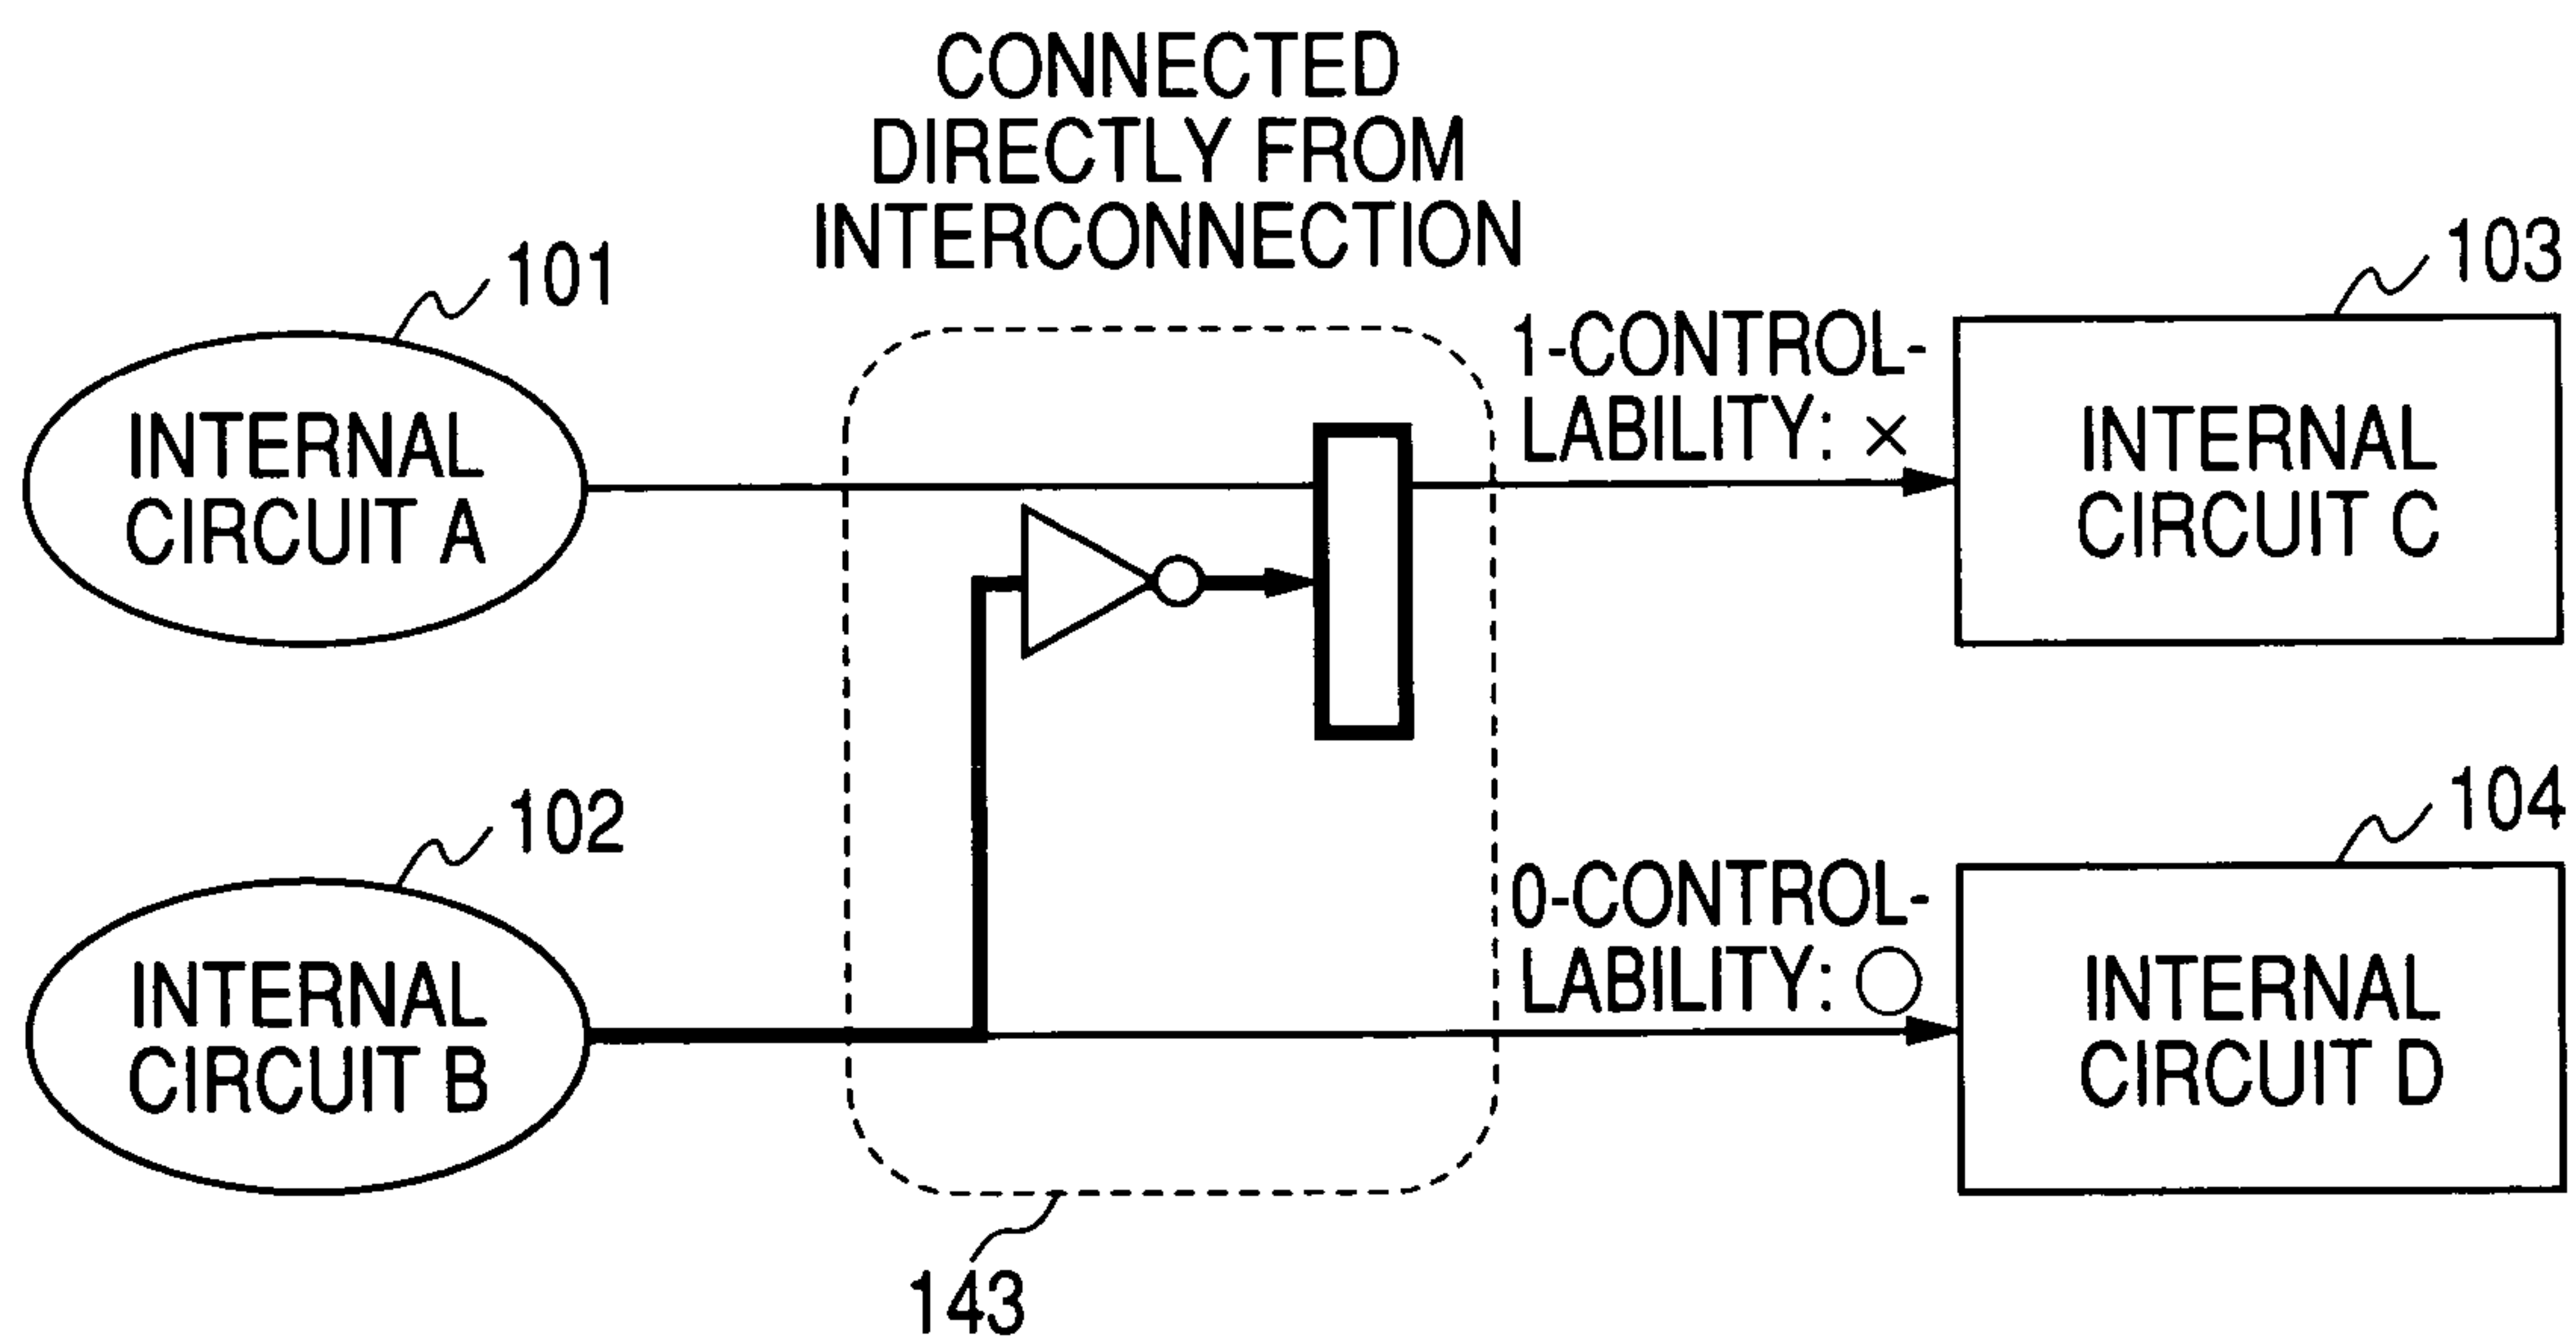 CONNECTED
DIRECTLY FROM
INTERCONNECTION
101
103
1-CONTROL-
LABILITY: ×
INTERNAL
CIRCUIT A
INTERNAL
CIRCUIT C
102
104
0-CONTROL-
LABILITY: ○
INTERNAL
CIRCUIT B
INTERNAL
CIRCUIT D
143